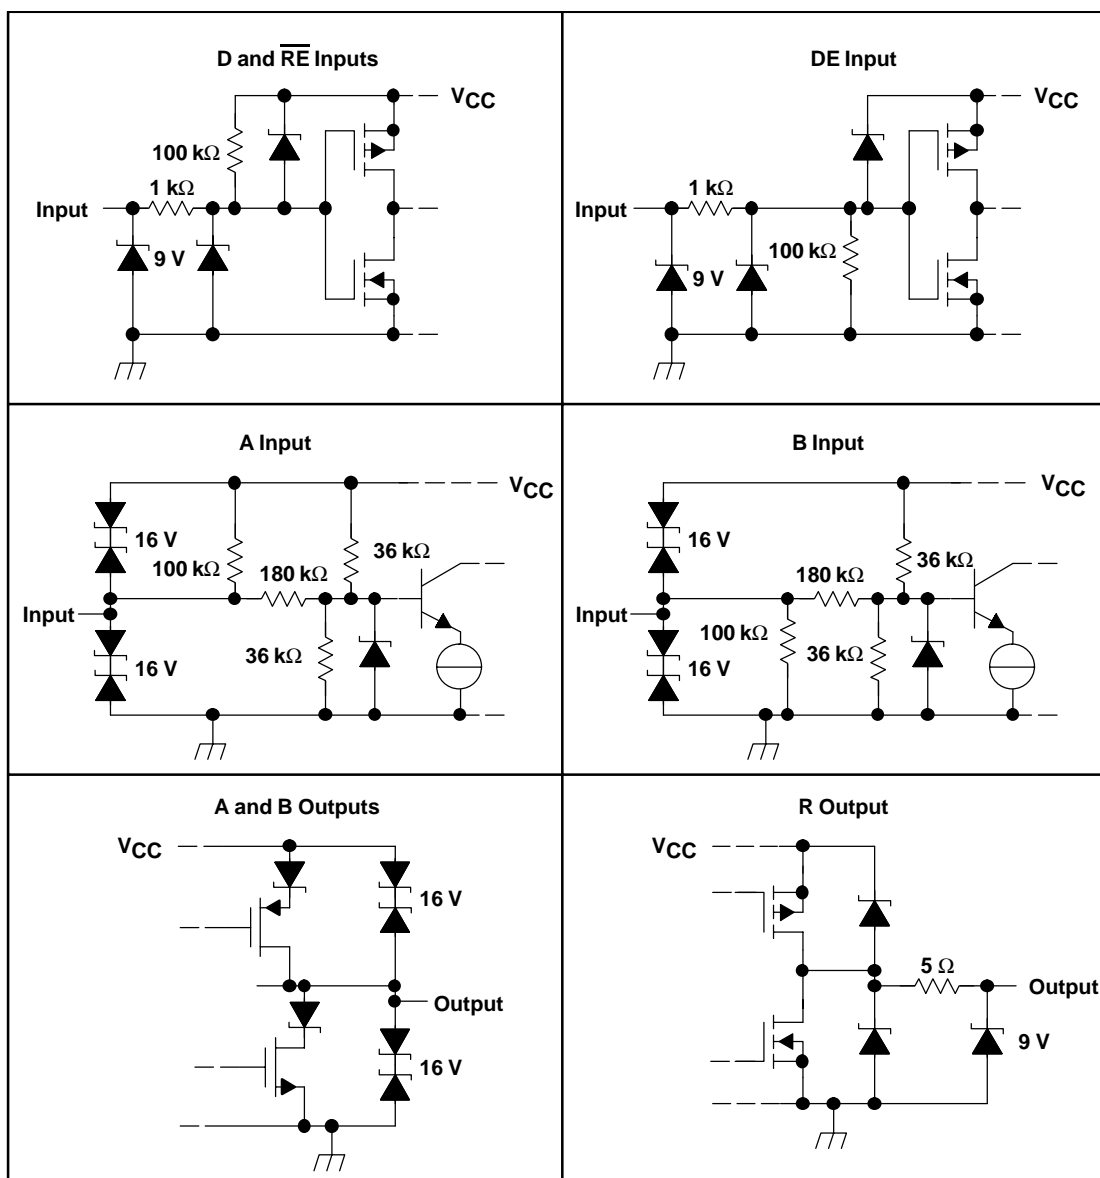 D and R̅E̅ Inputs
VCC
100 kΩ
1 kΩ
Input
9 V
DE Input
VCC
1 kΩ
Input
100 kΩ
9 V
A Input
VCC
16 V
36 kΩ
100 kΩ
180 kΩ
Input
36 kΩ
16 V
B Input
VCC
16 V
36 kΩ
180 kΩ
Input
100 kΩ
36 kΩ
16 V
A and B Outputs
VCC
16 V
Output
16 V
R Output
VCC
5 Ω
Output
9 V